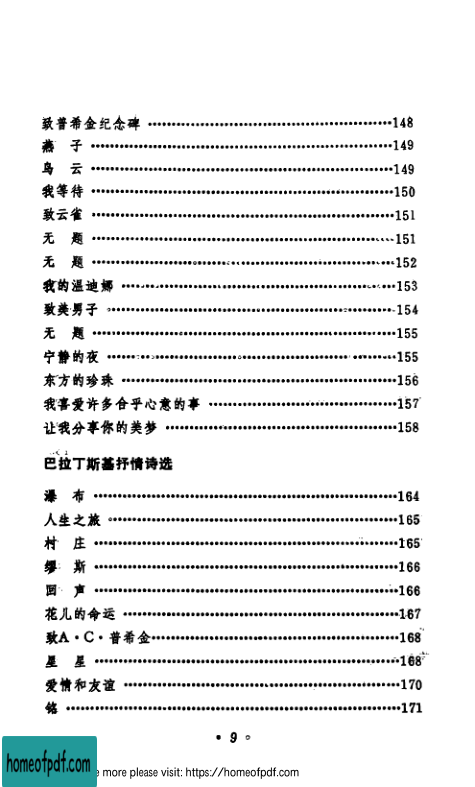 致普希金纪念碑 ……………………………………………148
燕　子 ……………………………………………149
乌　云 ……………………………………………149
我等待 ……………………………………………150
致云雀 ……………………………………………151
无　题 ……………………………………………151
无　题 ……………………………………………152
我的温迪娜 ……………………………………………153
致美男子 ……………………………………………154
无　题 ……………………………………………155
宁静的夜 ……………………………………………155
东方的珍珠 ……………………………………………156
我喜爱许多合乎心意的事 ……………………………………………157
让我分享你的美梦 ……………………………………………158
巴拉丁斯基抒情诗选
瀑　布 ……………………………………………164
人生之旅 ……………………………………………165
村　庄 ……………………………………………165
缪　斯 ……………………………………………166
回　声 ……………………………………………166
花儿的命运 ……………………………………………167
致A·C·普希金……………………………………………168
星　星 ……………………………………………168
爱情和友谊 ……………………………………………170
铭 ……………………………………………171
• 9 •
homeofpdf.com
e more please visit: https://homeofpdf.com